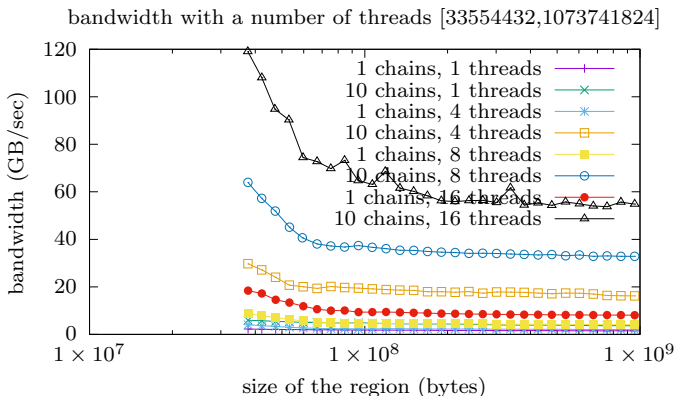 bandwidth with a number of threads [33554432,1073741824]
120
100
80
60
40
20
0
bandwidth (GB/sec)
1 chains, 1 threads
10 chains, 1 threads
1 chains, 4 threads
10 chains, 4 threads
1 chains, 8 threads
10 chains, 8 threads
1 chains, 16 threads
10 chains, 16 threads
1 × 10^7
1 × 10^8
1 × 10^9
size of the region (bytes)